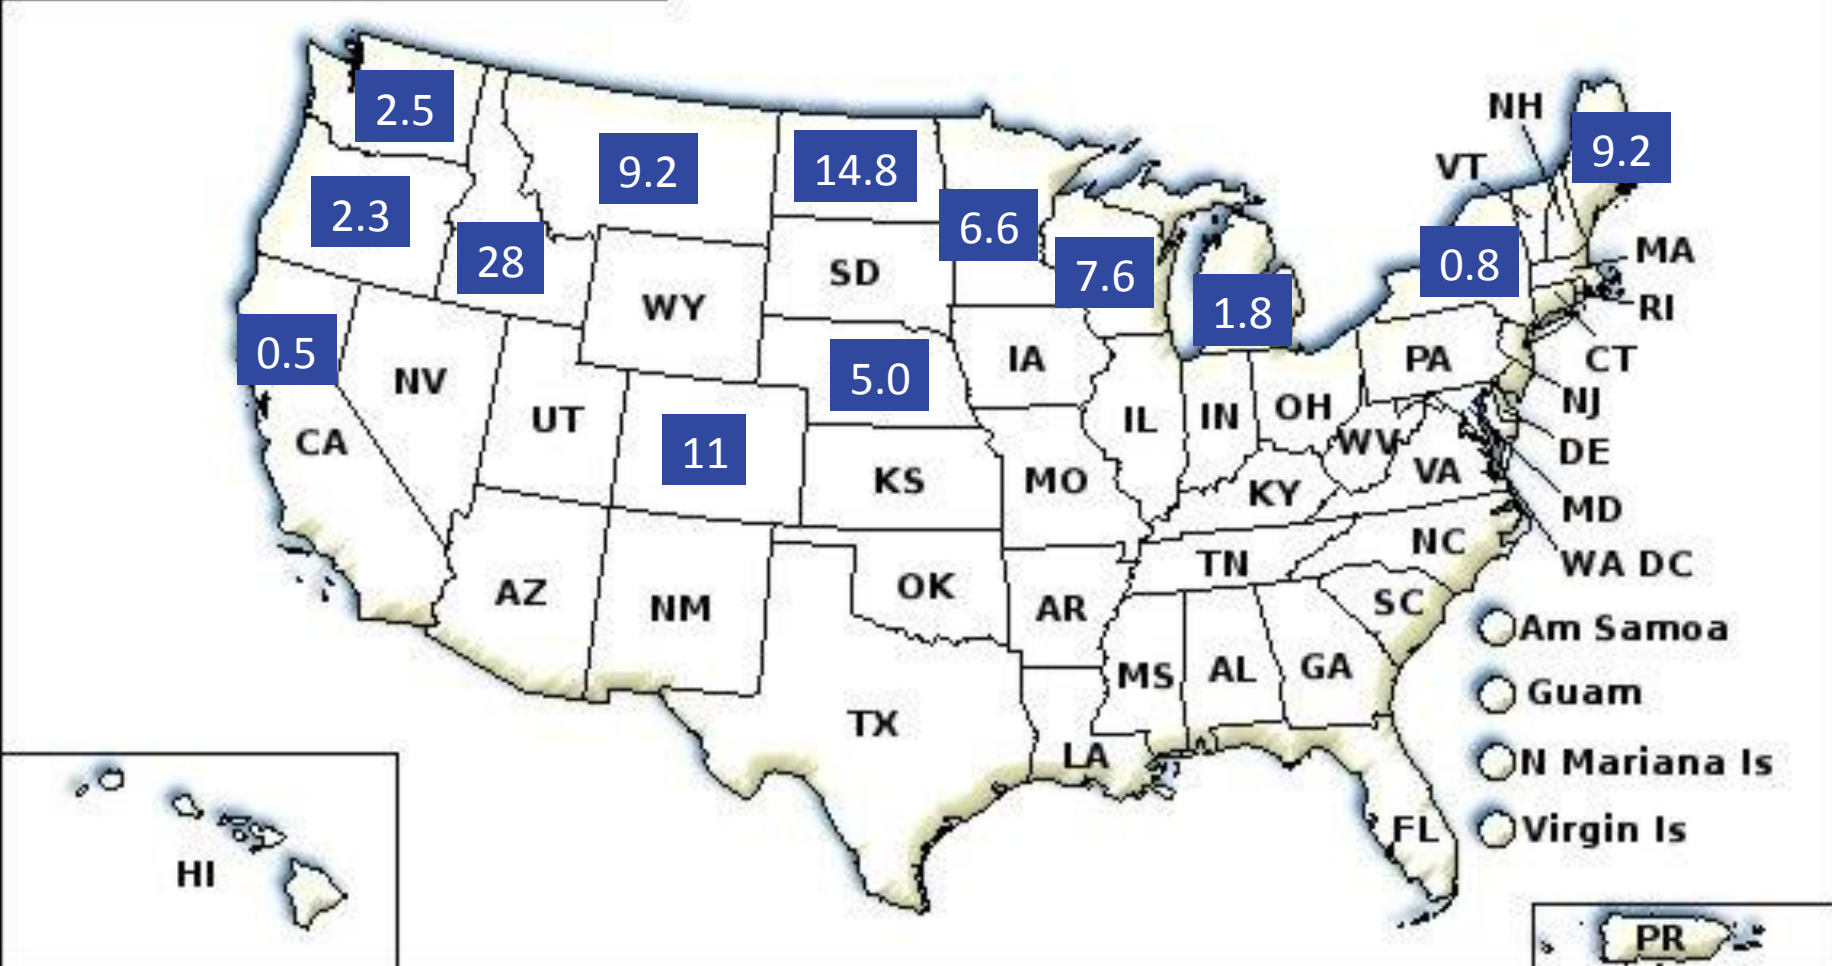 NH
2.5
9.2
14.8
9.2
VT
2.3
6.6
28
SD
7.6
0.8
MA
WY
1.8
RI
0.5
NV
5.0
IA
PA
CT
UT
IL
IN
OH
NJ
CA
11
KS
MO
KY
WV
VA
DE
MD
NC
WA DC
AZ
NM
OK
AR
TN
SC
Am Samoa
TX
MS
AL
GA
Guam
LA
N Mariana Is
FL
Virgin Is
HI
PR